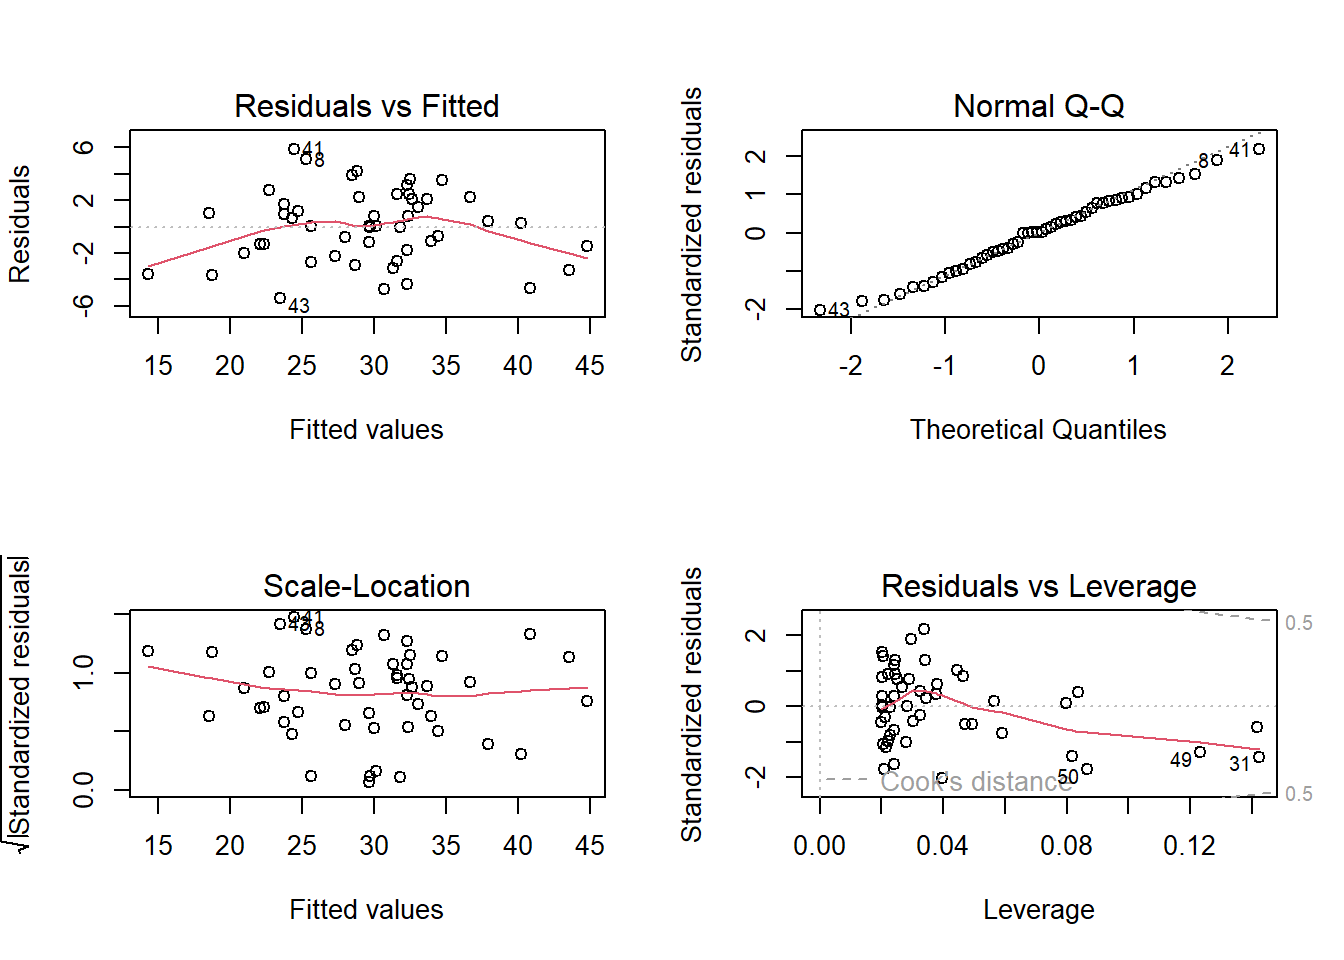 Residuals vs Fitted
Residuals
6
2
-2
-6
41
8
43
15 20 25 30 35 40 45
Fitted values
Normal Q-Q
Standardized residuals
2
1
0
-2
8
41
43
-2 -1 0 1 2
Theoretical Quantiles
Scale-Location
√|Standardized residuals|
1.0
0.0
41
43
8
15 20 25 30 35 40 45
Fitted values
Residuals vs Leverage
Standardized residuals
2
0
-2
0.5
49
31
50
Cook's distance
0.5
0.00 0.04 0.08 0.12
Leverage